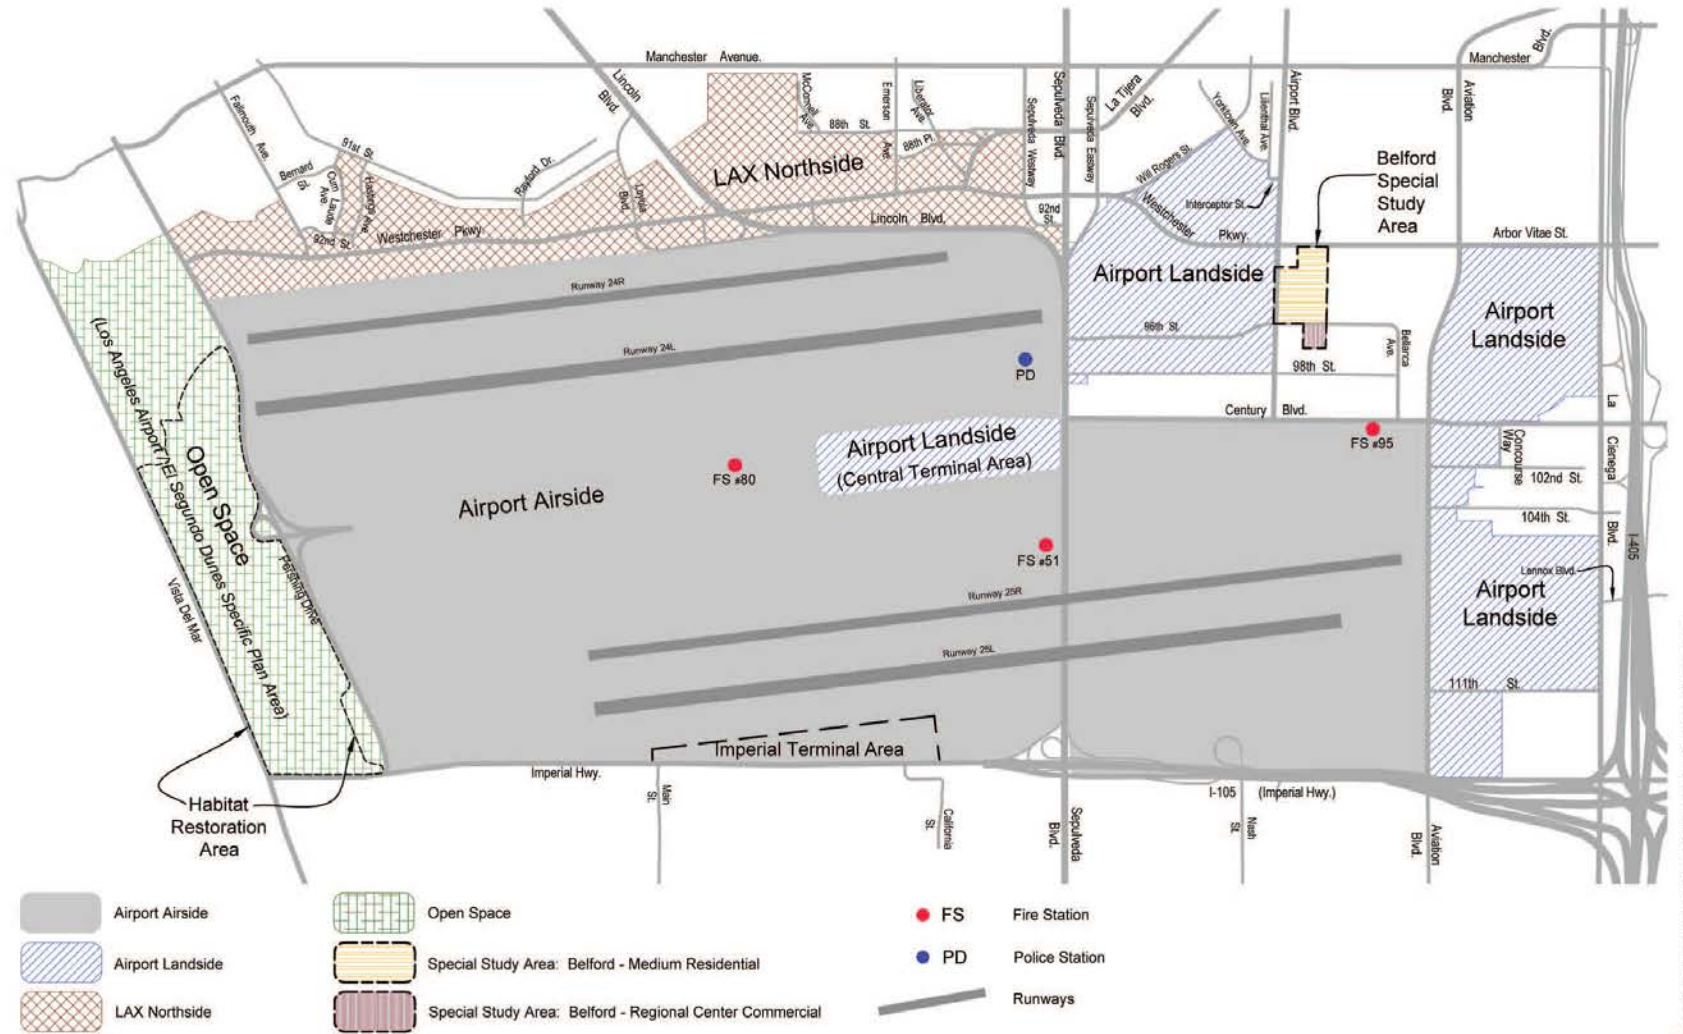 Manchester Avenue.
Manchester Blvd.
Falmouth Ave.
Lincoln Blvd.
McConnell Ave.
Emerson Ave.
Liberator Ave.
88th St.
88th Pl.
Sepulveda Westway
Sepulveda Blvd.
Sepulveda Eastway
La Tijera Blvd.
Yorktown Ave.
Lilienthal Ave.
Airport Blvd.
Aviation Blvd.
91st St.
Bernard St.
Cum Laude Ave.
Hastings Ave.
Rayford Dr.
Loyola Blvd.
LAX Northside
Will Rogers St.
Interceptor St.
Belford
Special
Study
Area
92nd St.
Westchester Pkwy.
Lincoln Blvd.
92nd St.
Westchester Pkwy.
Arbor Vitae St.
Runway 24R
Airport Landside
Airport
Landside
Runway 24L
96th St.
Bellanca Ave.
PD
98th St.
Century Blvd.
La Cienega Blvd.
(Los Angeles Airport / El Segundo Dunes Specific Plan Area)
Open Space
Airport Landside
(Central Terminal Area)
FS #80
FS #95
Concourse Way
102nd St.
104th St.
Airport Airside
FS #51
I-405
Lennox Blvd.
Pershing Drive
Vista Del Mar
Runway 25R
Airport
Landside
Runway 25L
111th St.
Imperial Terminal Area
Imperial Hwy.
Main St.
California St.
Sepulveda Blvd.
I-105 (Imperial Hwy.)
Nash St.
Aviation Blvd.
Habitat
Restoration
Area
Airport Airside
Airport Landside
LAX Northside
Open Space
Special Study Area: Belford - Medium Residential
Special Study Area: Belford - Regional Center Commercial
FS Fire Station
PD Police Station
Runways